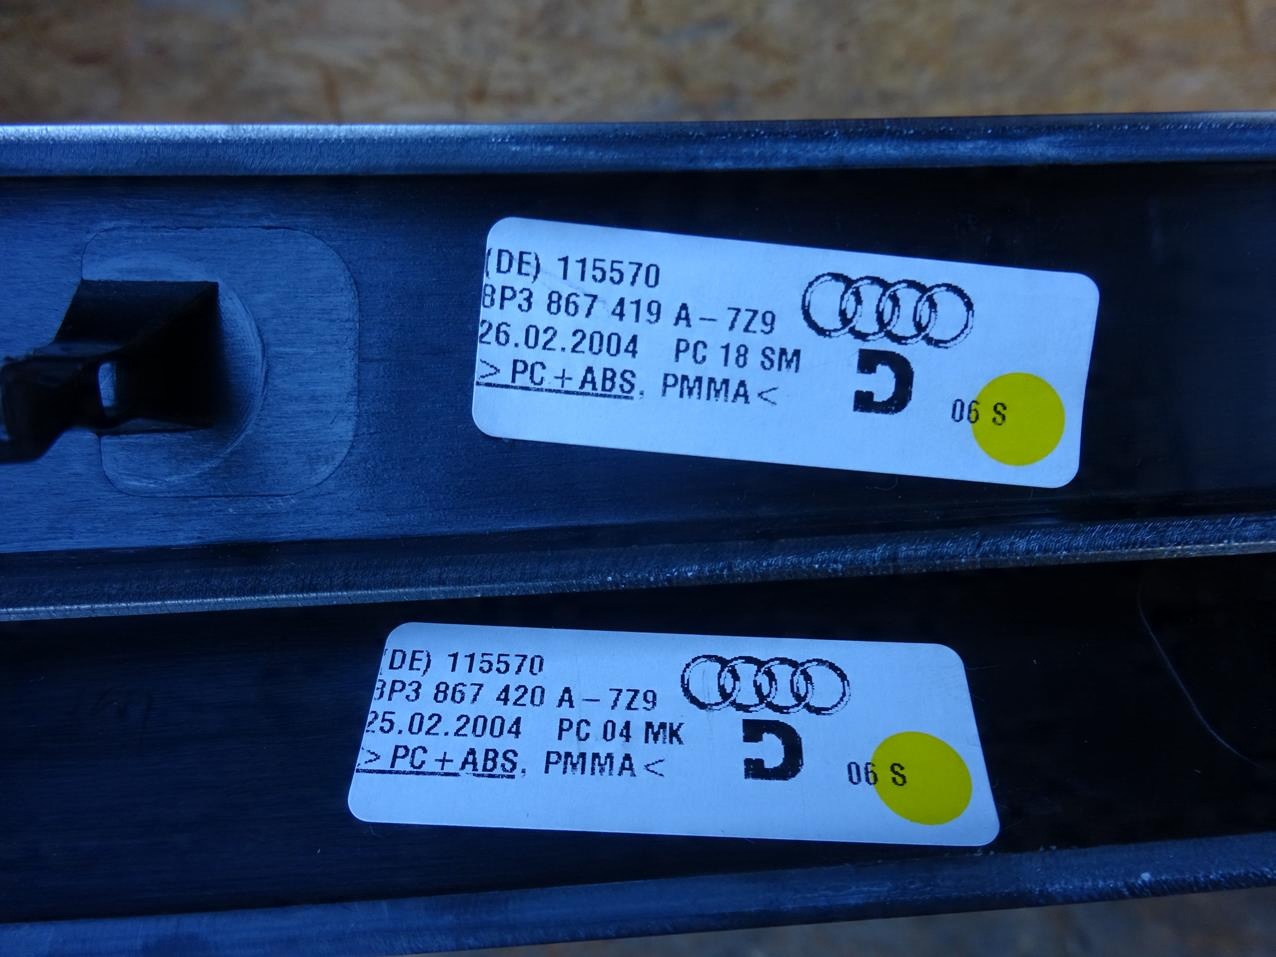 (DE) 115570
8P3 867 419 A-7Z9
26.02.2004 PC 18 SM
>PC+ABS, PMMA<
06 S
(DE) 115570
8P3 867 420 A-7Z9
25.02.2004 PC 04 MK
>PC+ABS, PMMA<
06 S